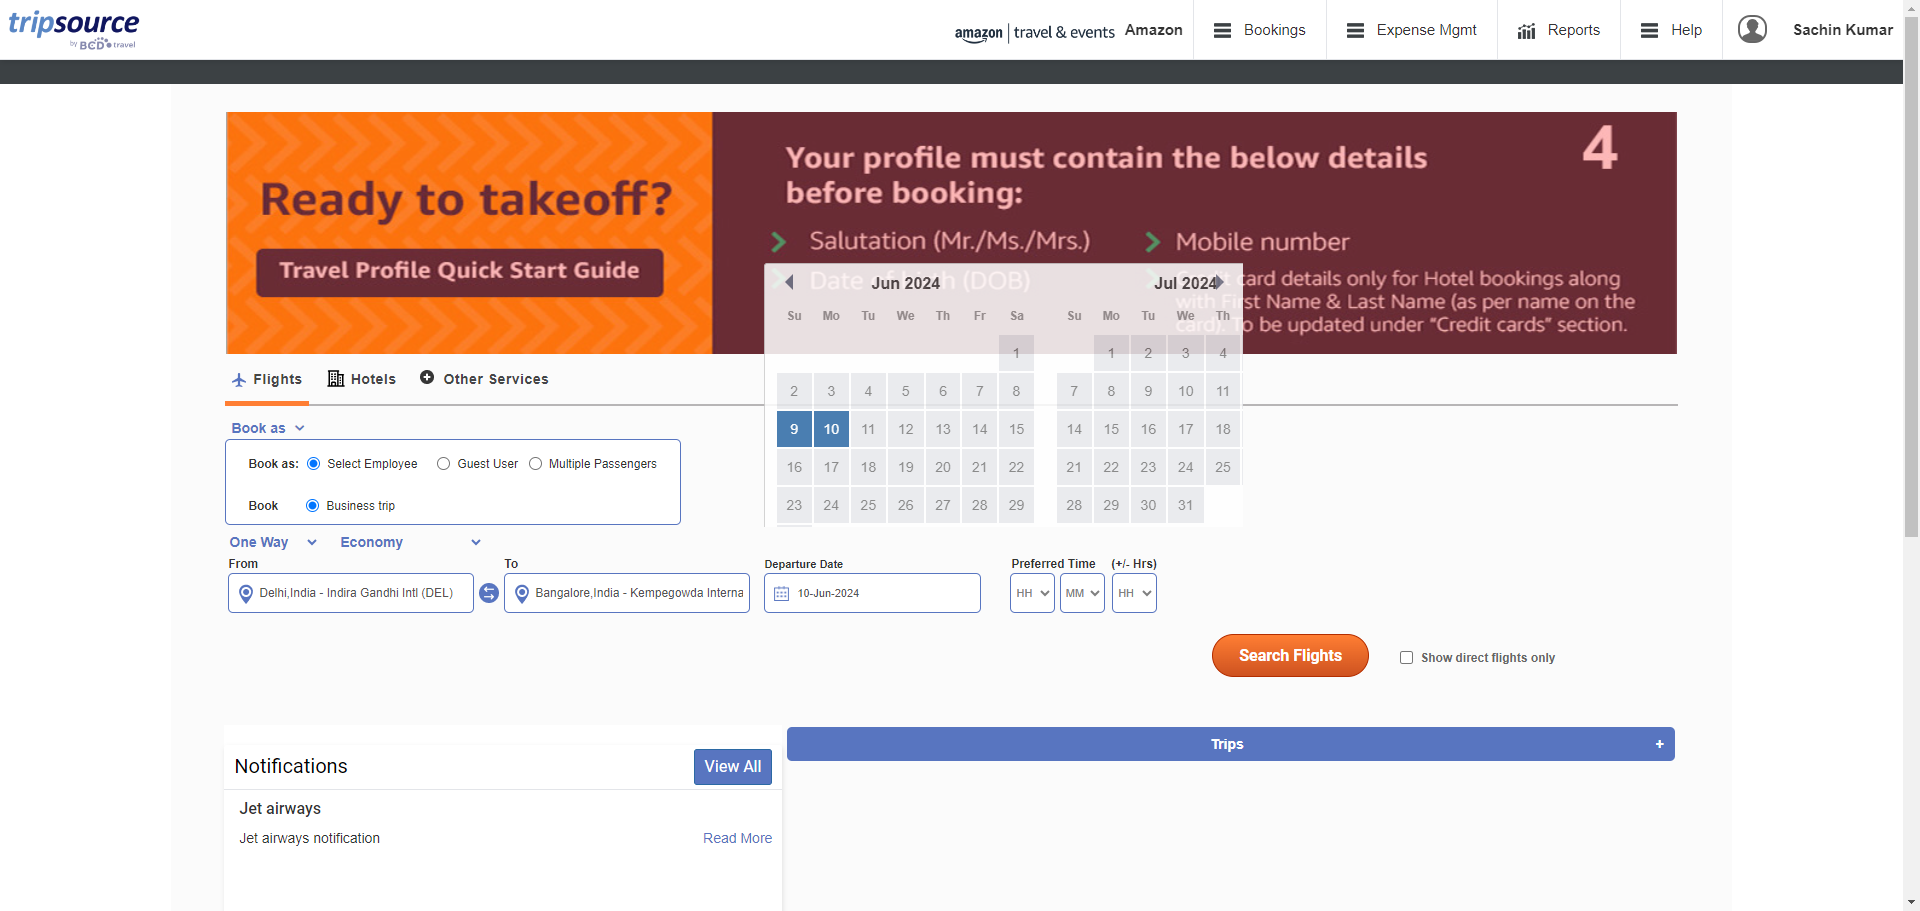 tripsource
by BCD travel
amazon | travel & events Amazon
Bookings
Expense Mgmt
Reports
Help
Sachin Kumar
Ready to takeoff?
Travel Profile Quick Start Guide
Your profile must contain the below details
before booking:
4
Salutation (Mr./Ms./Mrs.)
Date of birth (DOB)
Mobile number
Credit card details only for Hotel bookings along
with First Name & Last Name (as per name on the
card). To be updated under “Credit cards” section.
Jun 2024
Su Mo Tu We Th Fr Sa
1
2 3 4 5 6 7 8
9 10 11 12 13 14 15
16 17 18 19 20 21 22
23 24 25 26 27 28 29
Jul 2024
Su Mo Tu We Th
1 2 3 4
7 8 9 10 11
14 15 16 17 18
21 22 23 24 25
28 29 30 31
Flights
Hotels
Other Services
Book as
Book as: Select Employee Guest User Multiple Passengers
Book Business trip
One Way Economy
From
Delhi,India - Indira Gandhi Intl (DEL)
To
Bangalore,India - Kempegowda Interna
Departure Date
10-Jun-2024
Preferred Time (+/- Hrs)
HH MM HH
Search Flights
Show direct flights only
Notifications
View All
Jet airways
Jet airways notification
Read More
Trips +